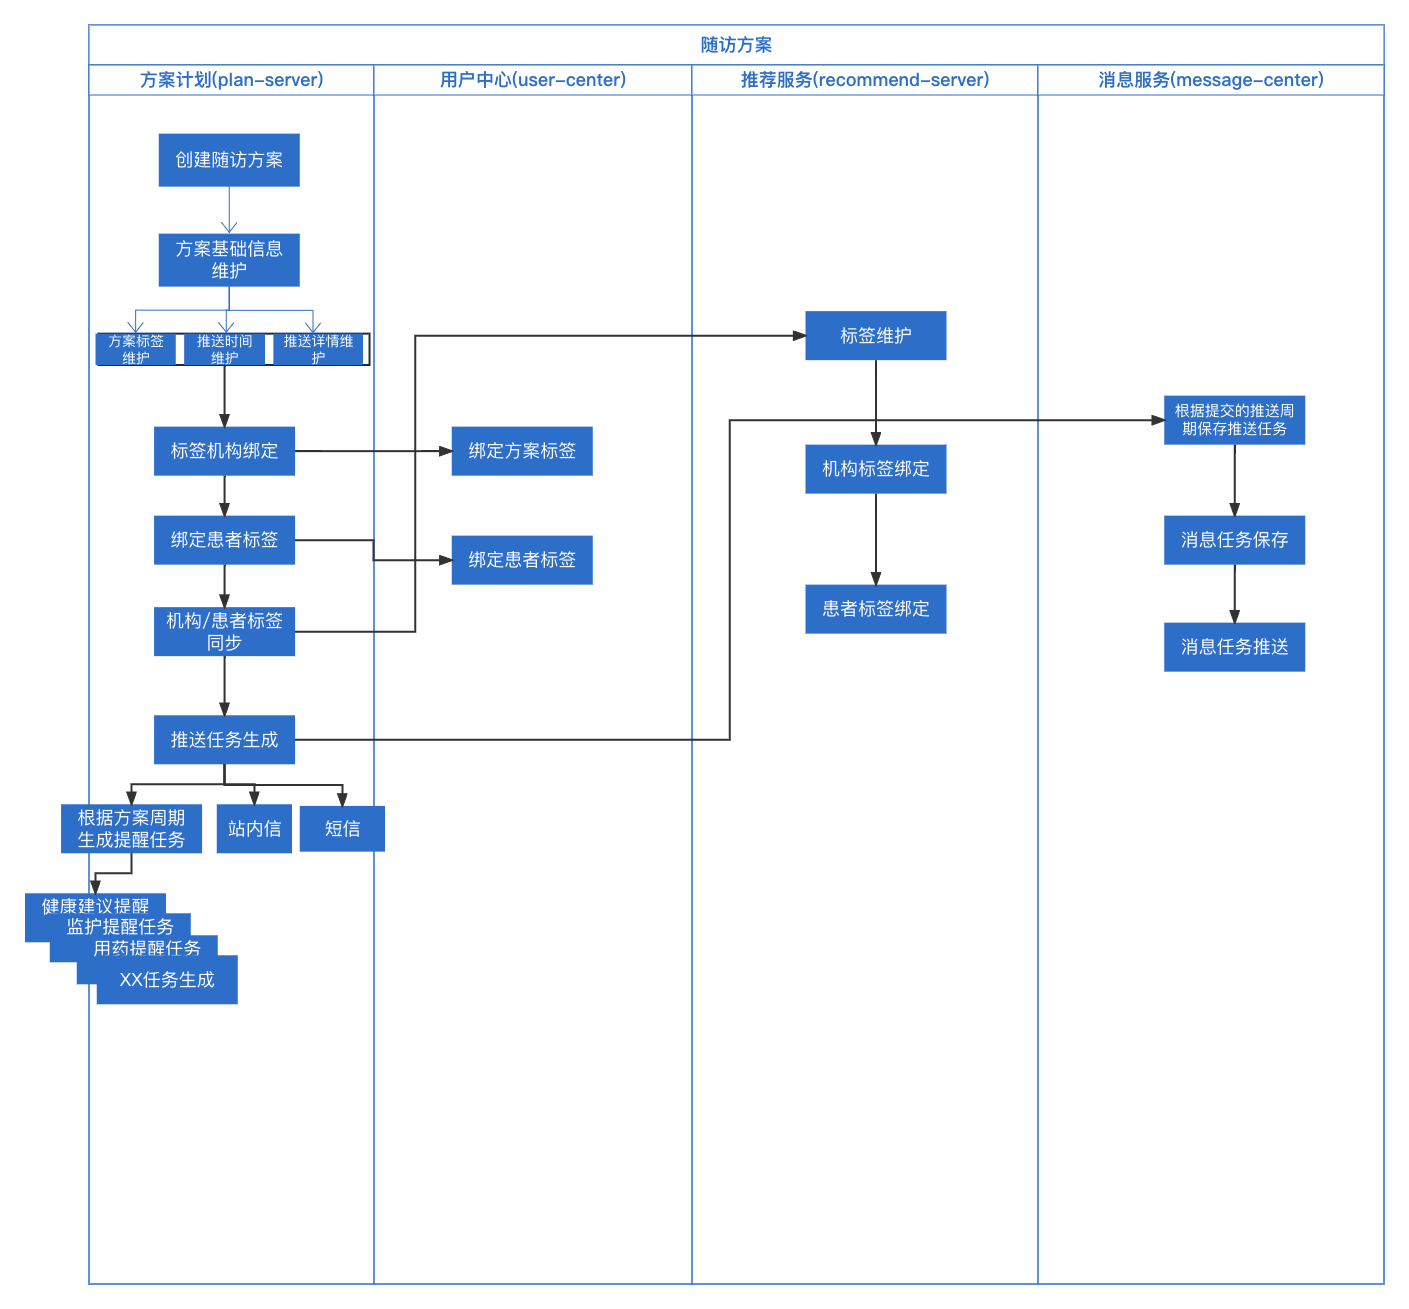 随访方案
方案计划(plan-server)
用户中心(user-center)
推荐服务(recommend-server)
消息服务(message-center)
创建随访方案
方案基础信息
维护
方案标签
维护
推送时间
维护
推送详情维
护
标签机构绑定
绑定患者标签
机构/患者标签
同步
推送任务生成
根据方案周期
生成提醒任务
站内信
短信
健康建议提醒
监护提醒任务
用药提醒任务
XX任务生成
绑定方案标签
绑定患者标签
标签维护
机构标签绑定
患者标签绑定
根据提交的推送周
期保存推送任务
消息任务保存
消息任务推送